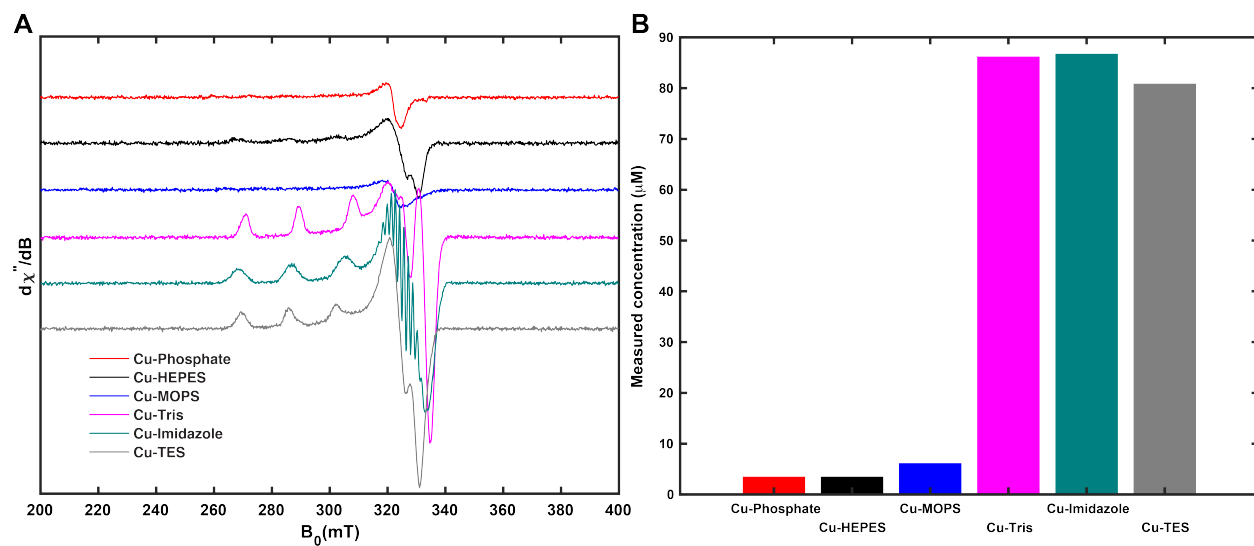 A
200 220 240 260 280 300 320 340 360 380 400
B₀(mT)
dχ"/dB
Cu-Phosphate
Cu-HEPES
Cu-MOPS
Cu-Tris
Cu-Imidazole
Cu-TES
B
90
80
70
60
50
40
30
20
10
0
Measured concentration (μM)
Cu-Phosphate
Cu-HEPES
Cu-MOPS
Cu-Tris
Cu-Imidazole
Cu-TES